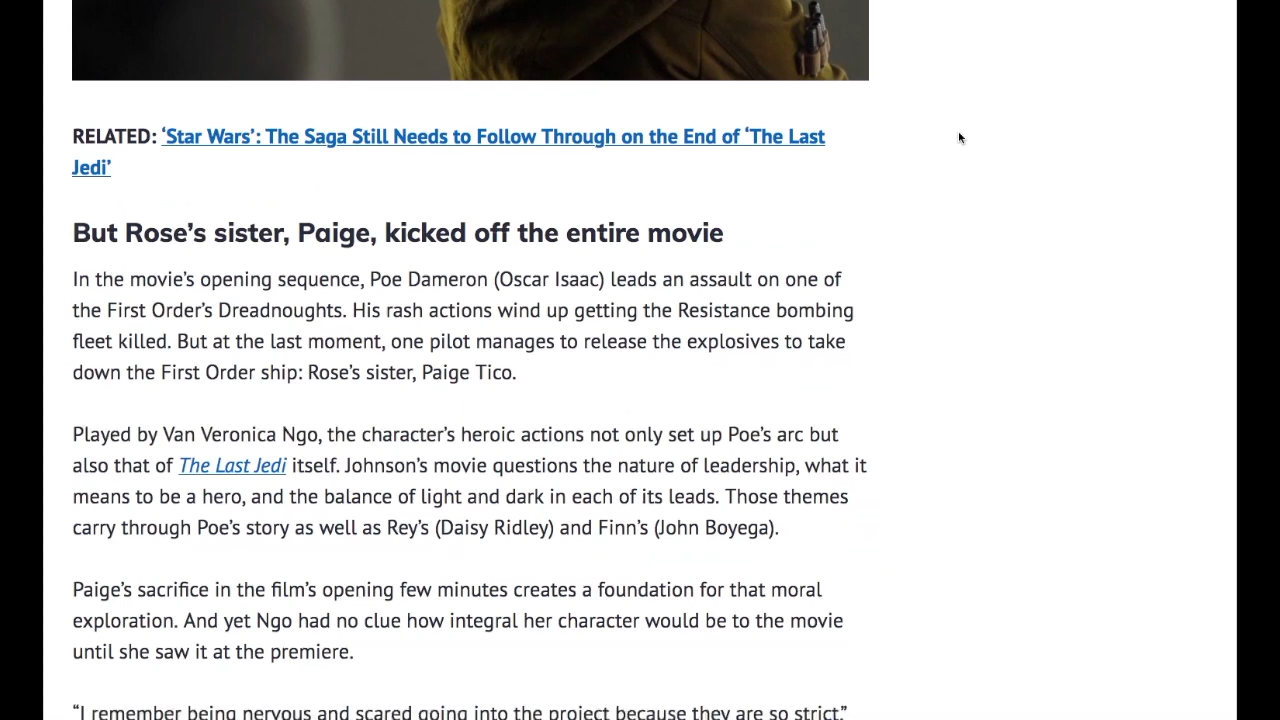 RELATED: ‘Star Wars’: The Saga Still Needs to Follow Through on the End of ‘The Last
Jedi’
But Rose’s sister, Paige, kicked off the entire movie
In the movie’s opening sequence, Poe Dameron (Oscar Isaac) leads an assault on one of
the First Order’s Dreadnoughts. His rash actions wind up getting the Resistance bombing
fleet killed. But at the last moment, one pilot manages to release the explosives to take
down the First Order ship: Rose’s sister, Paige Tico.
Played by Van Veronica Ngo, the character’s heroic actions not only set up Poe’s arc but
also that of The Last Jedi itself. Johnson’s movie questions the nature of leadership, what it
means to be a hero, and the balance of light and dark in each of its leads. Those themes
carry through Poe’s story as well as Rey’s (Daisy Ridley) and Finn’s (John Boyega).
Paige’s sacrifice in the film’s opening few minutes creates a foundation for that moral
exploration. And yet Ngo had no clue how integral her character would be to the movie
until she saw it at the premiere.
“I remember being nervous and scared going into the project because they are so strict,”